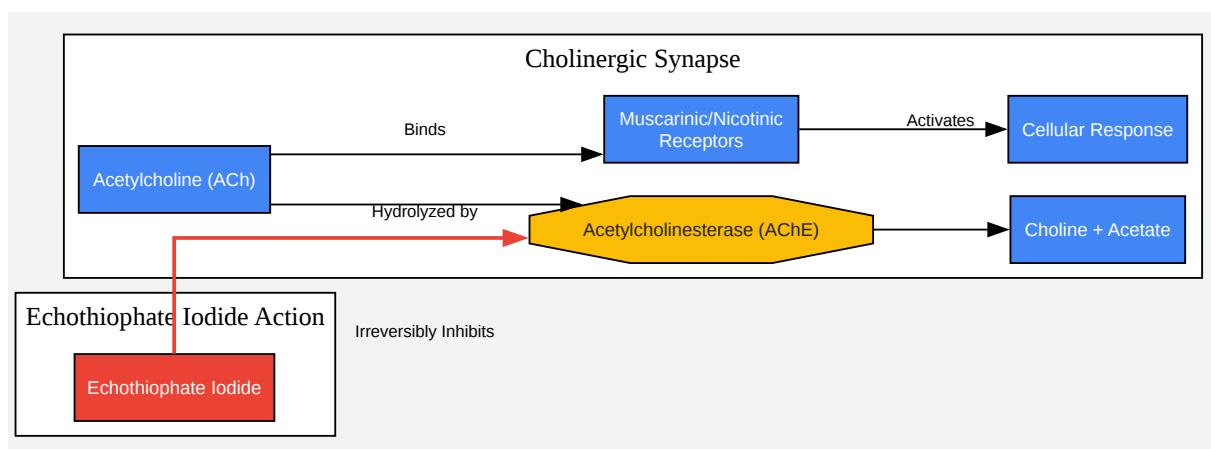 Cholinergic Synapse
Binds
Muscarinic/Nicotinic
Receptors
Activates
Cellular Response
Acetylcholine (ACh)
Hydrolyzed by
Acetylcholinesterase (AChE)
Choline + Acetate
Echothiophate Iodide Action
Irreversibly Inhibits
Echothiophate Iodide